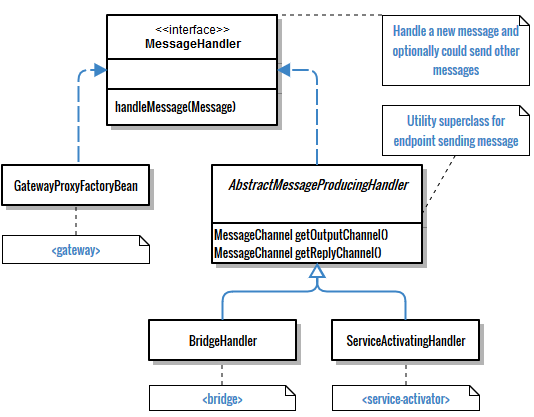 <<interface>>
MessageHandler
handleMessage(Message)
Handle a new message and
optionally could send other
messages
Utility superclass for
endpoint sending message
GatewayProxyFactoryBean
<gateway>
AbstractMessageProducingHandler
MessageChannel getOutputChannel()
MessageChannel getReplyChannel()
BridgeHandler
<bridge>
ServiceActivatingHandler
<service-activator>